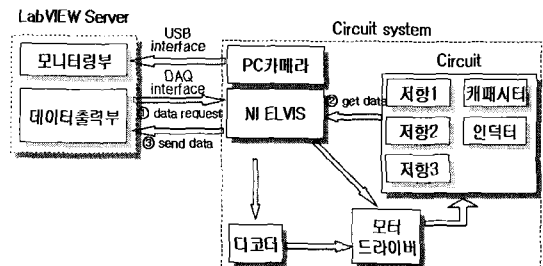 LabVIEW Server
USB
interface
Circuit system
모니터링부
PC카메라
Circuit
DAQ
interface
데이터출력부
① data request
③ send data
NI ELVIS
② get data
저항1
캐패시터
저항2
인덕터
저항3
디코더
모터
드라이버